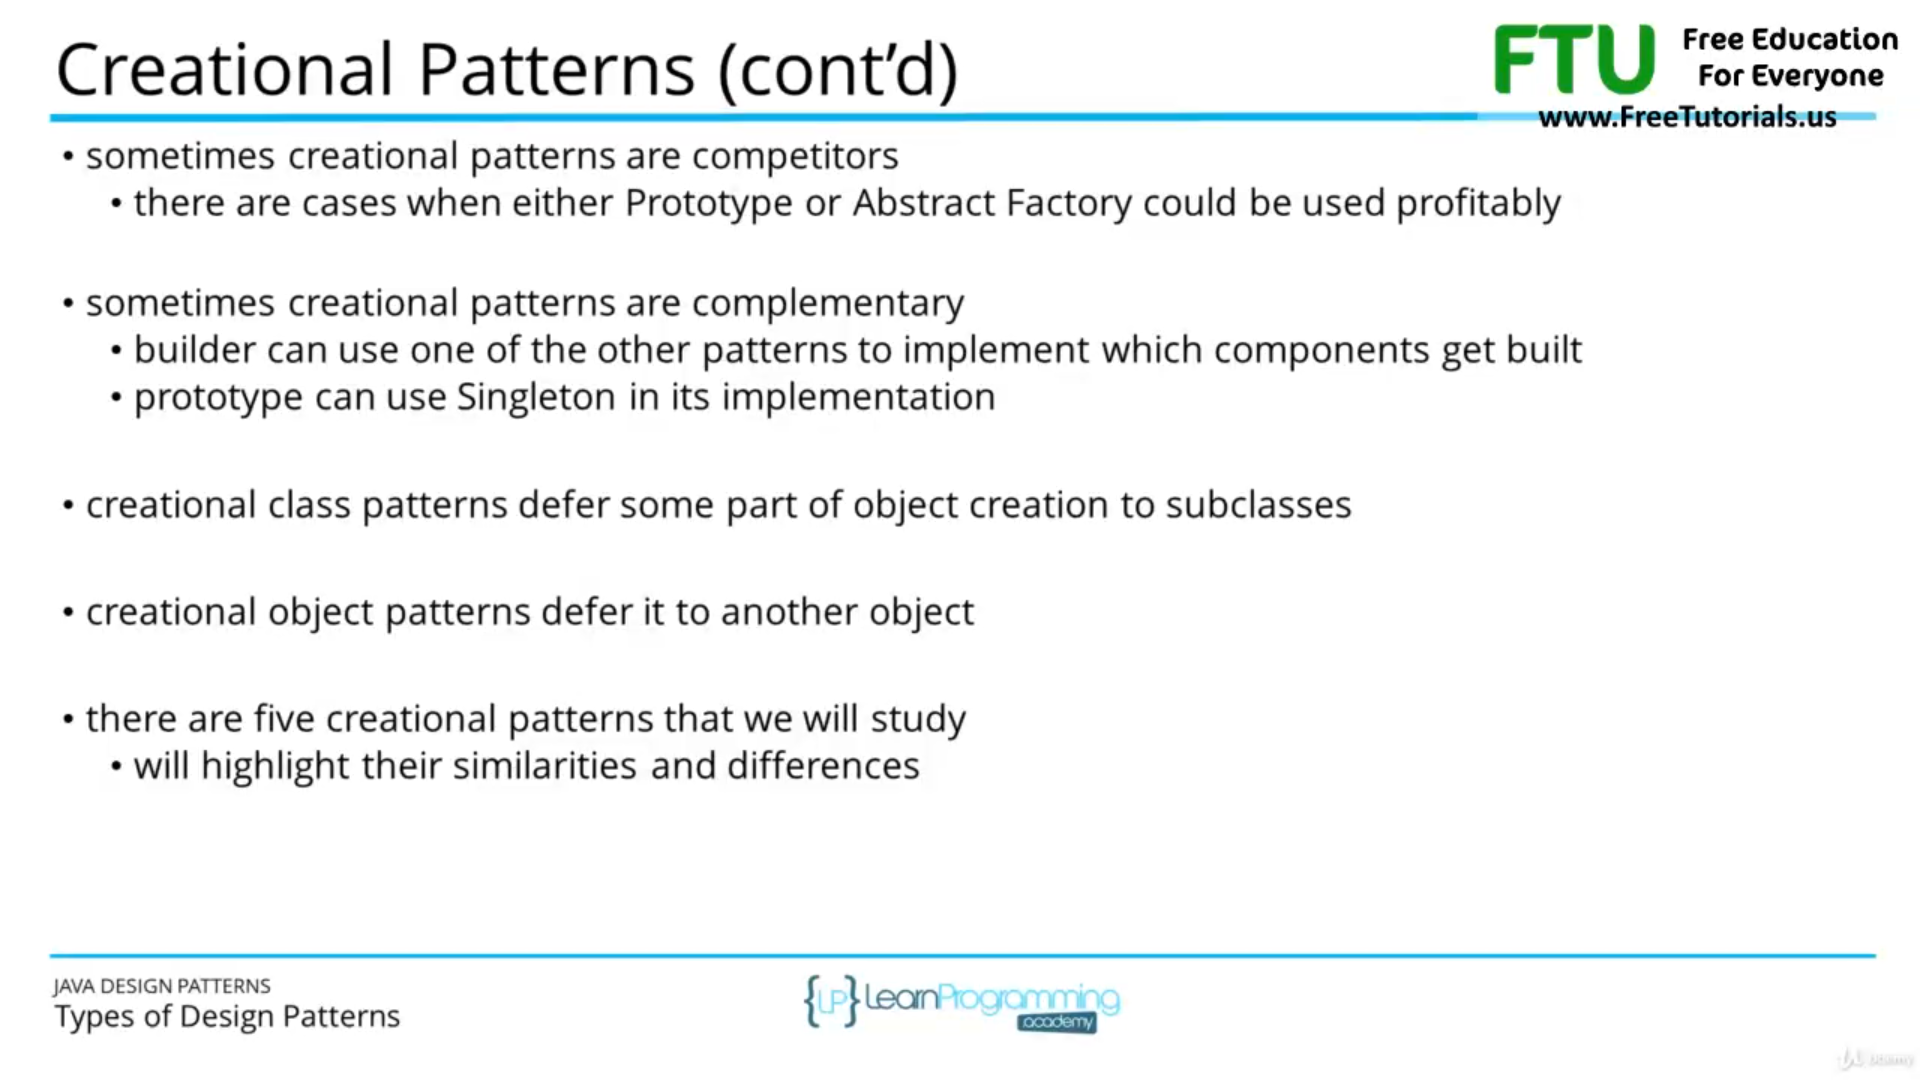 Creational Patterns (cont’d)
FTU Free Education
For Everyone
www.FreeTutorials.us
• sometimes creational patterns are competitors
• there are cases when either Prototype or Abstract Factory could be used profitably
• sometimes creational patterns are complementary
• builder can use one of the other patterns to implement which components get built
• prototype can use Singleton in its implementation
• creational class patterns defer some part of object creation to subclasses
• creational object patterns defer it to another object
• there are five creational patterns that we will study
• will highlight their similarities and differences
JAVA DESIGN PATTERNS
Types of Design Patterns
{LP} LearnProgramming
academy
Udemy